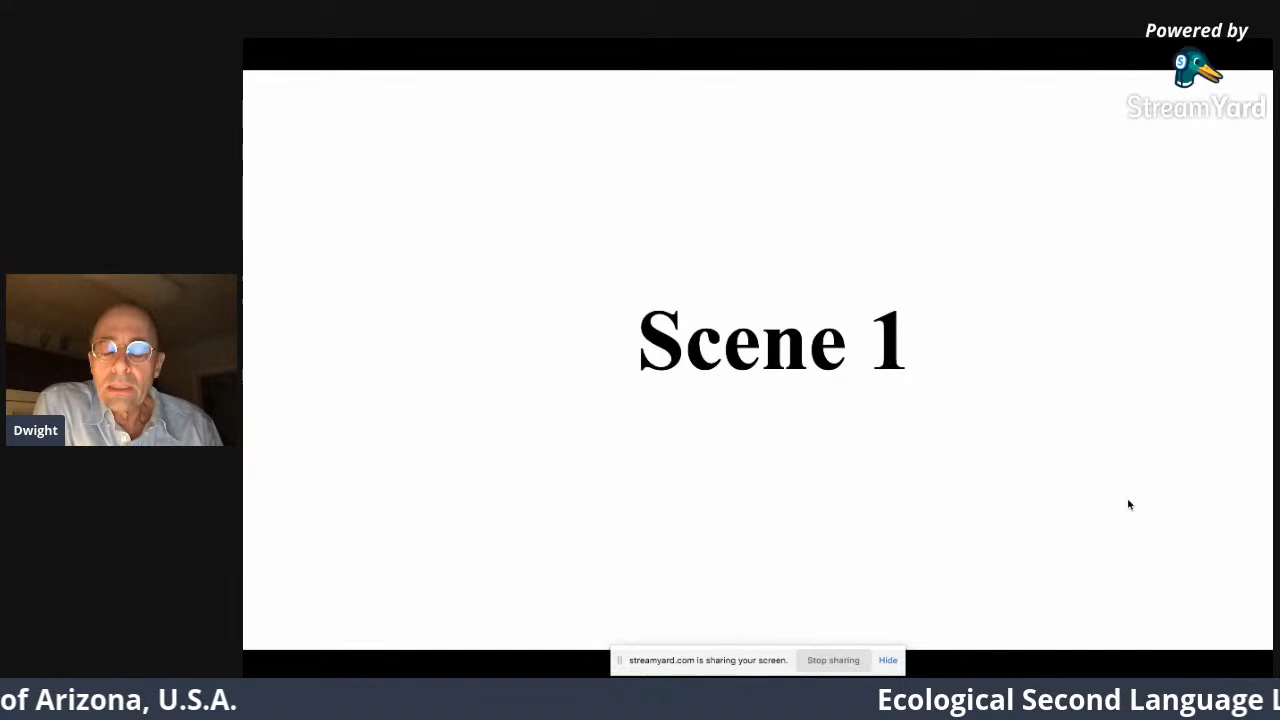 Powered by
S
StreamYard
Scene 1
Dwight
streamyard.com is sharing your screen.
Stop sharing
Hide
of Arizona, U.S.A.
Ecological Second Language L